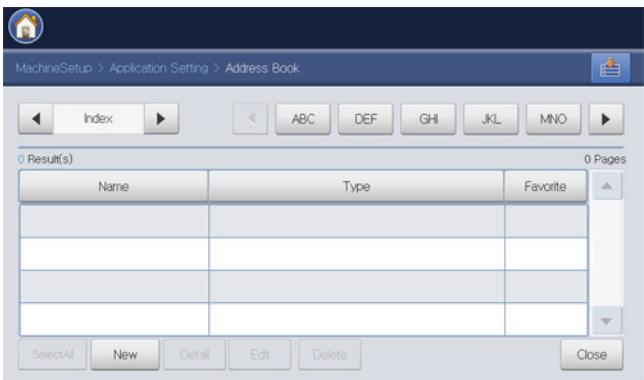 MachineSetup > Application Setting > Address Book
Index ABC DEF GHI JKL MNO
0 Result(s) 0 Pages
Name Type Favorite
SelectAll New Detail Edit Delete Close